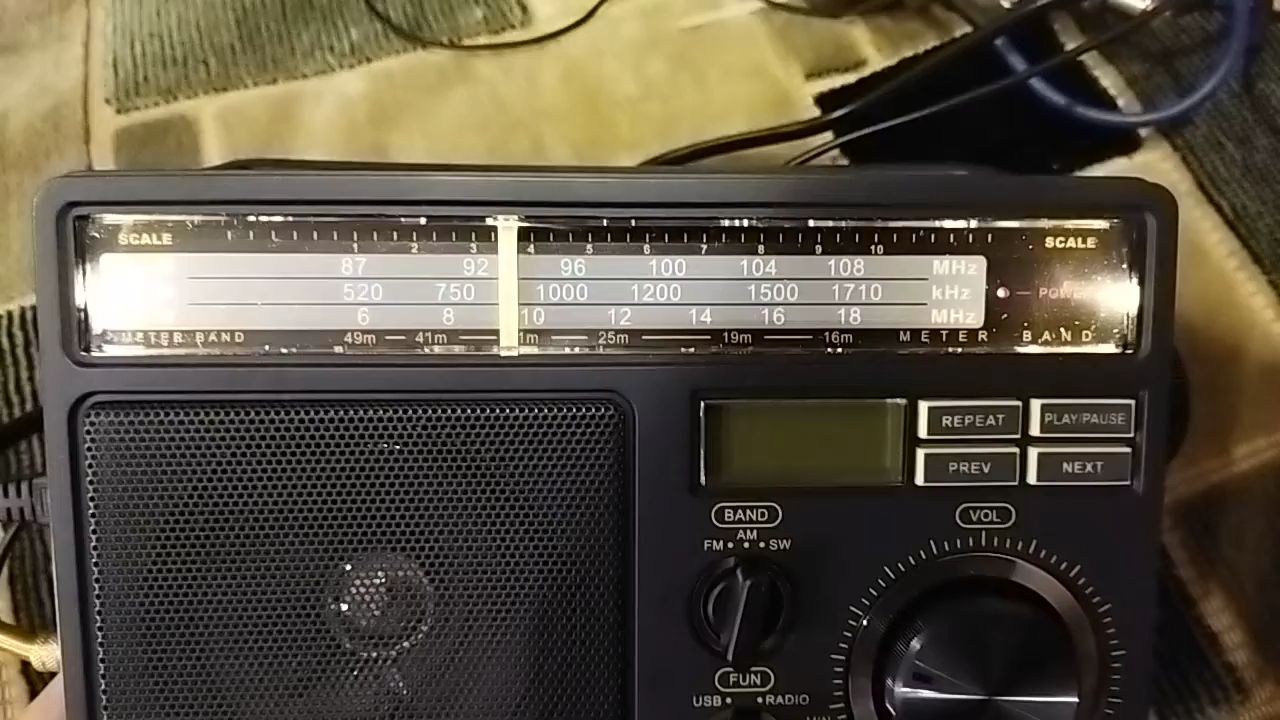 SCALE SCALE
1 2 3 4 5 6 7 8 9 10
87 92 96 100 104 108 MHz
520 750 1000 1200 1500 1710 kHz POWER
6 8 10 12 14 16 18 MHz
METER BAND 49m 41m 25m 19m 16m METER BAND
REPEAT PLAY/PAUSE
PREV NEXT
BAND VOL
AM
FM SW
FUN
USB RADIO